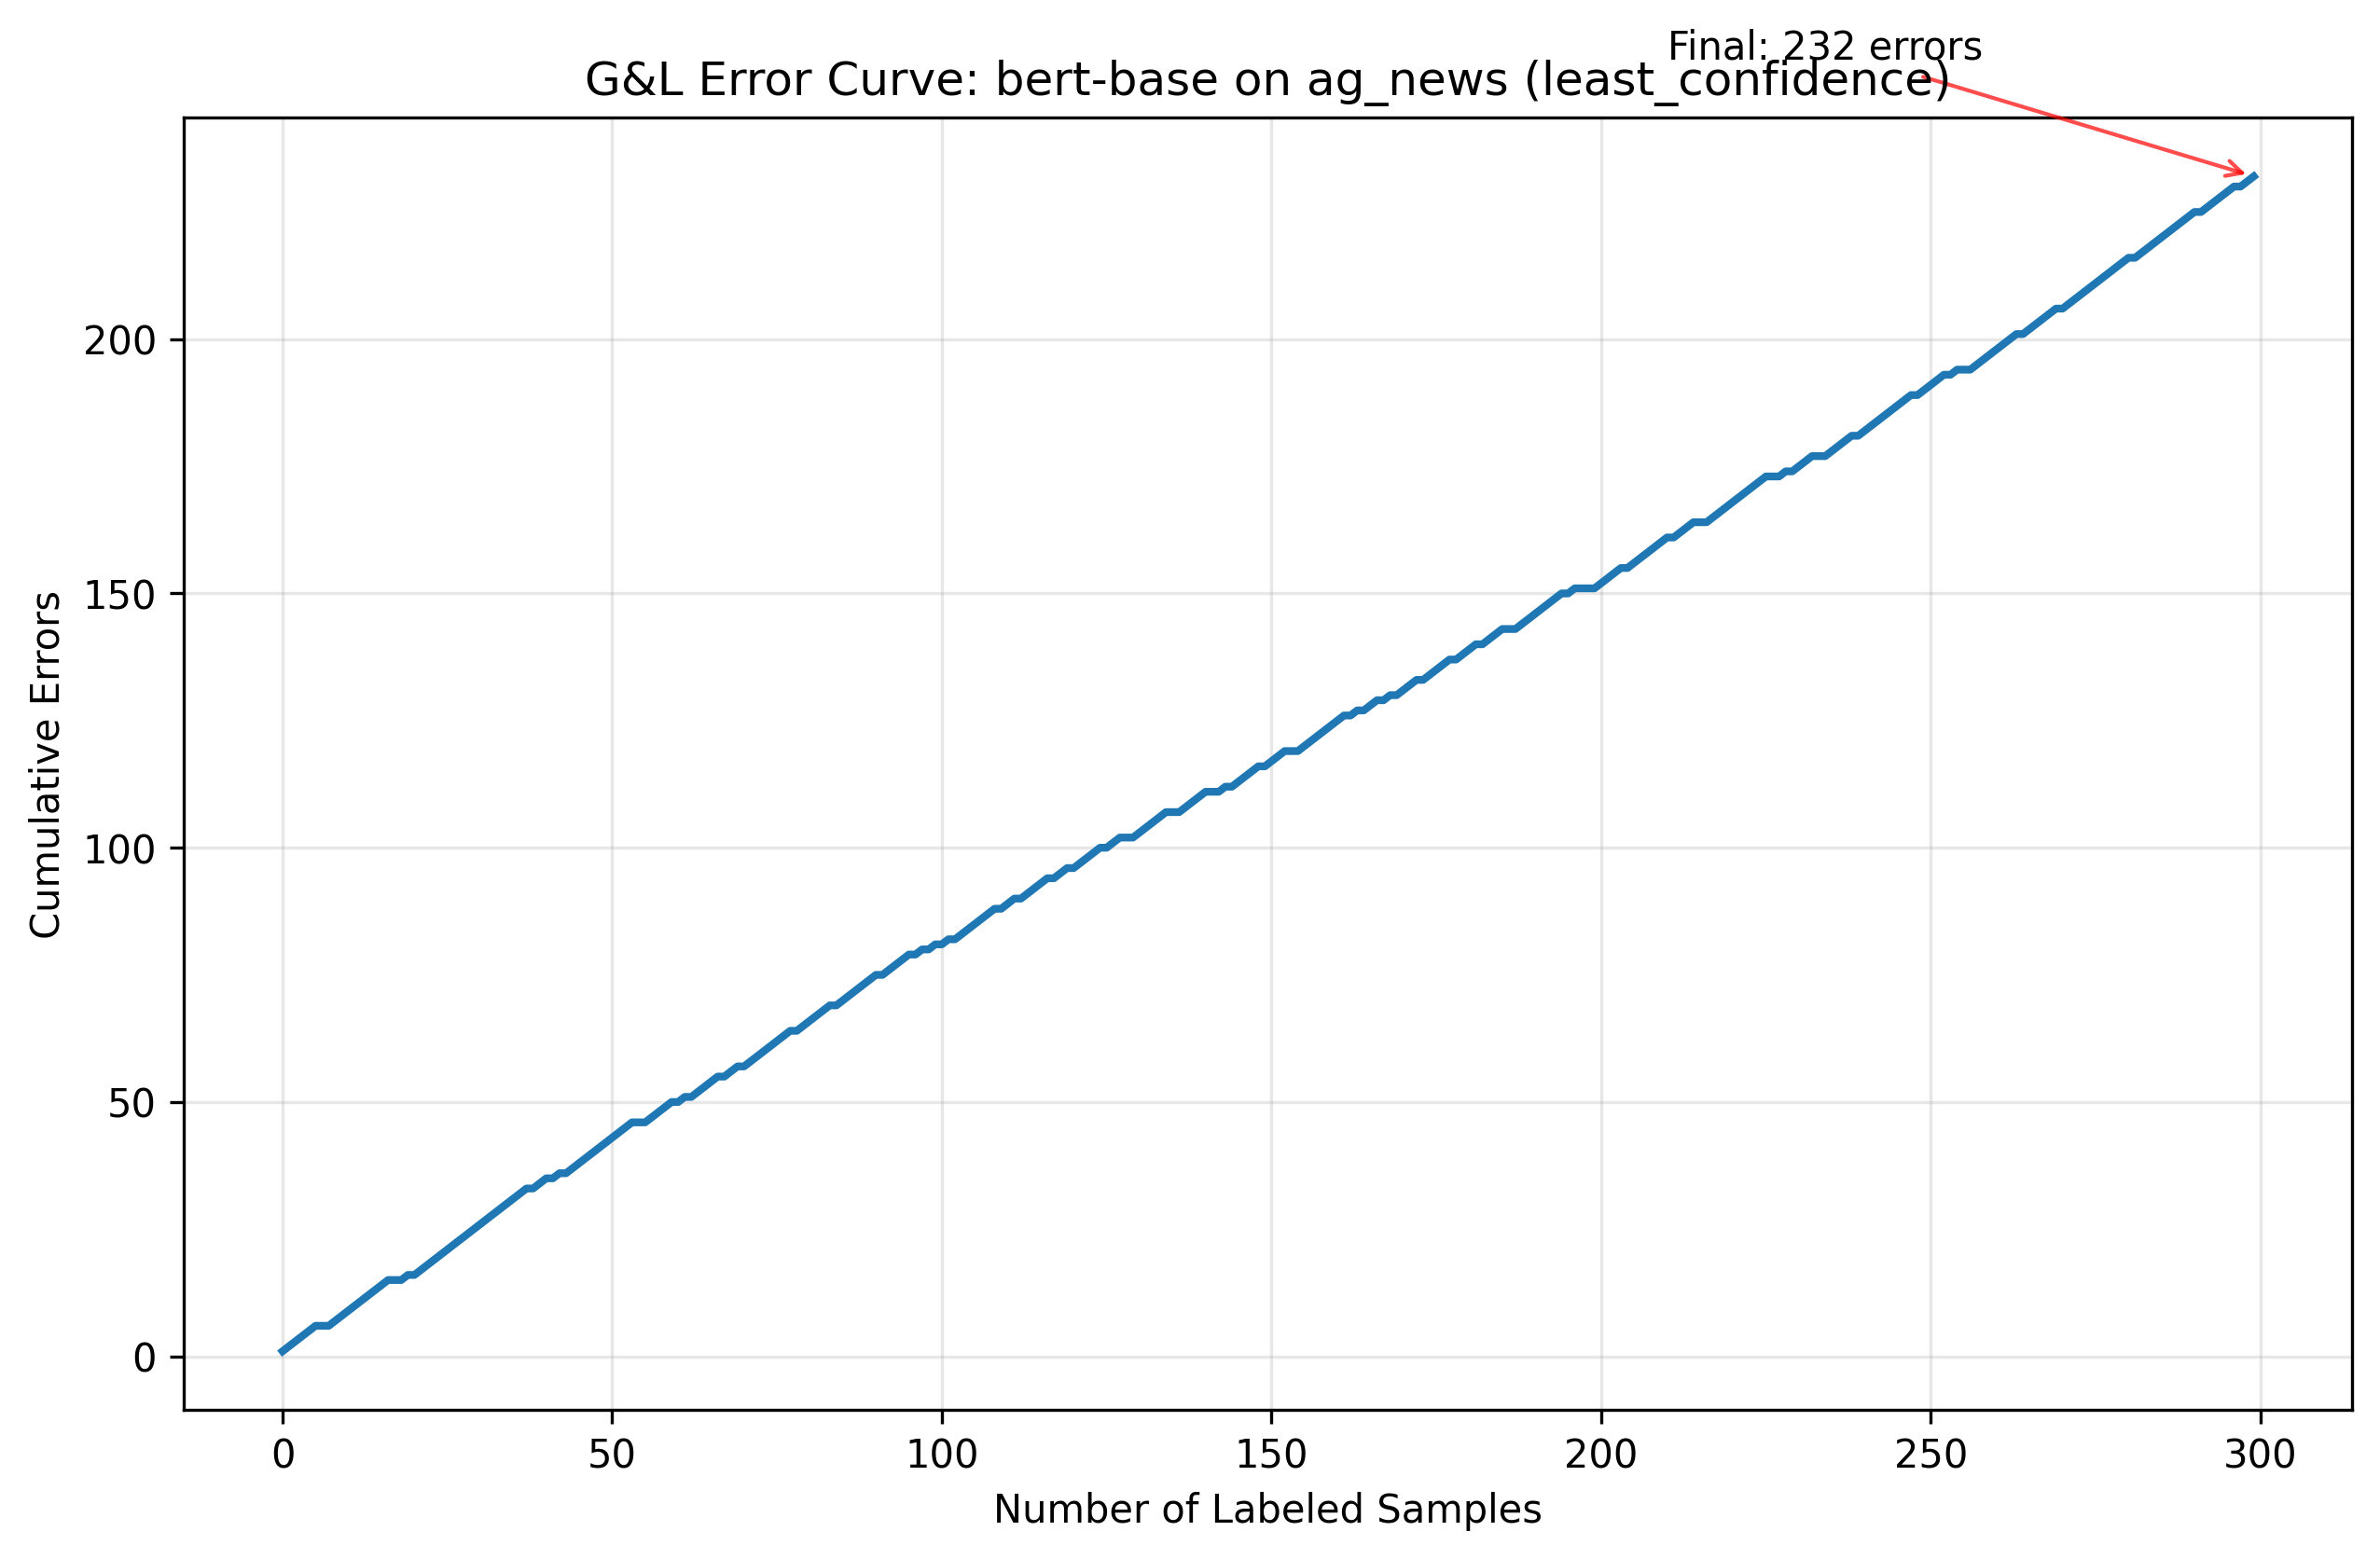 Final: 232 errors
G&L Error Curve: bert-base on ag_news (least_confidence)
Cumulative Errors
200
150
100
50
0
0 50 100 150 200 250 300
Number of Labeled Samples